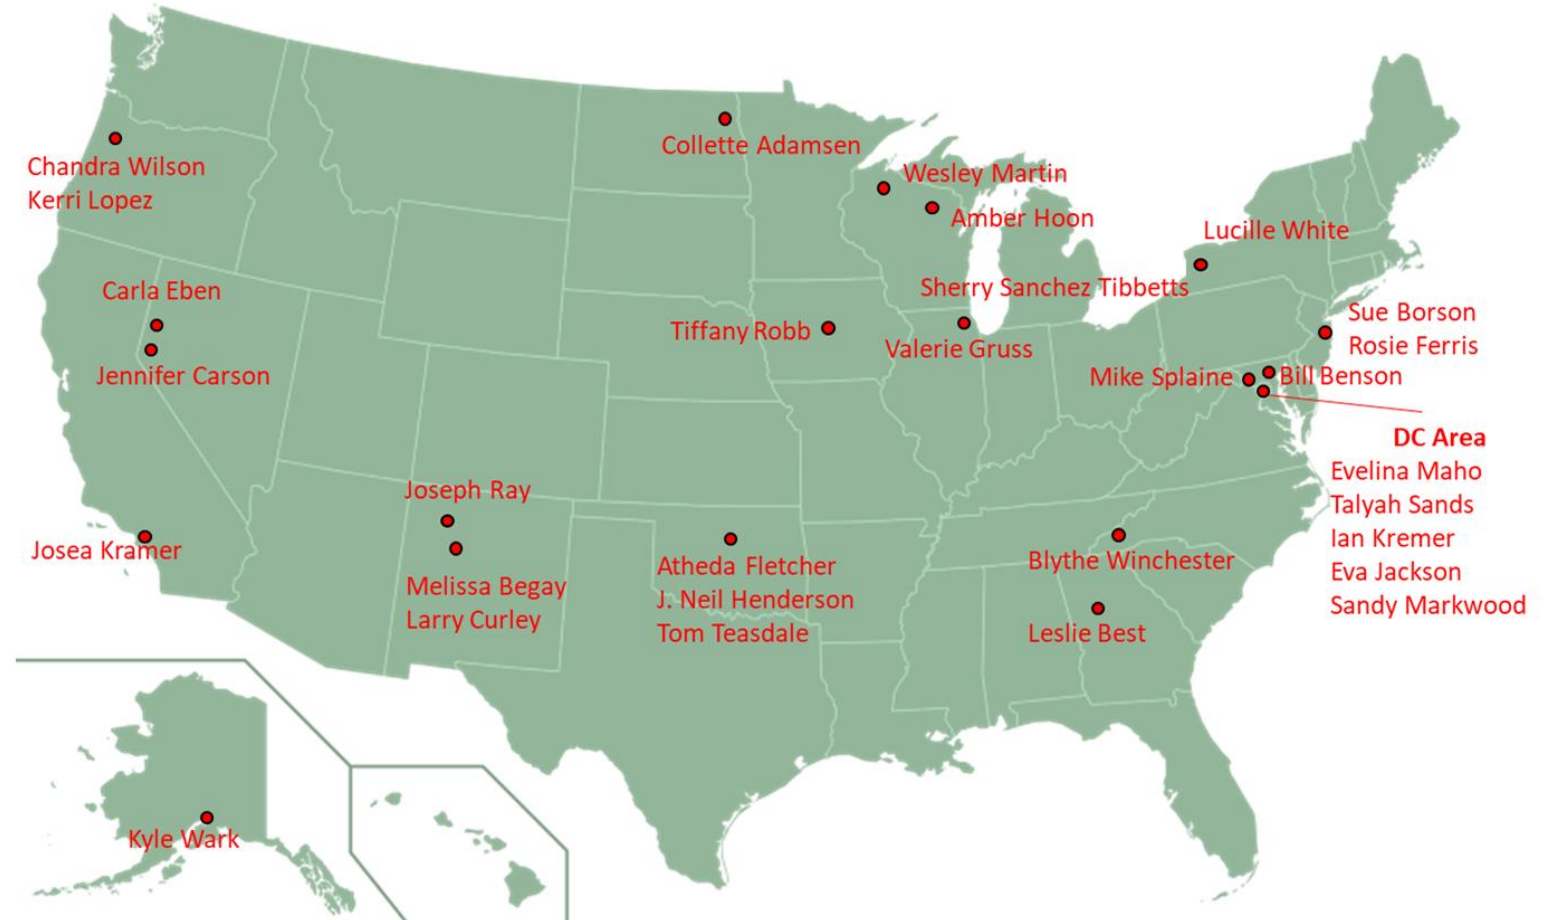 Collette Adamsen
Chandra Wilson
Kerri Lopez
Wesley Martin
Amber Hoon
Lucille White
Carla Eben
Sherry Sanchez Tibbetts
Sue Borson
Rosie Ferris
Tiffany Robb
Valerie Gruss
Jennifer Carson
Mike Splaine
Bill Benson
DC Area
Evelina Maho
Talyah Sands
Ian Kremer
Eva Jackson
Sandy Markwood
Joseph Ray
Josea Kramer
Melissa Begay
Larry Curley
Atheda Fletcher
J. Neil Henderson
Tom Teasdale
Blythe Winchester
Leslie Best
Kyle Wark